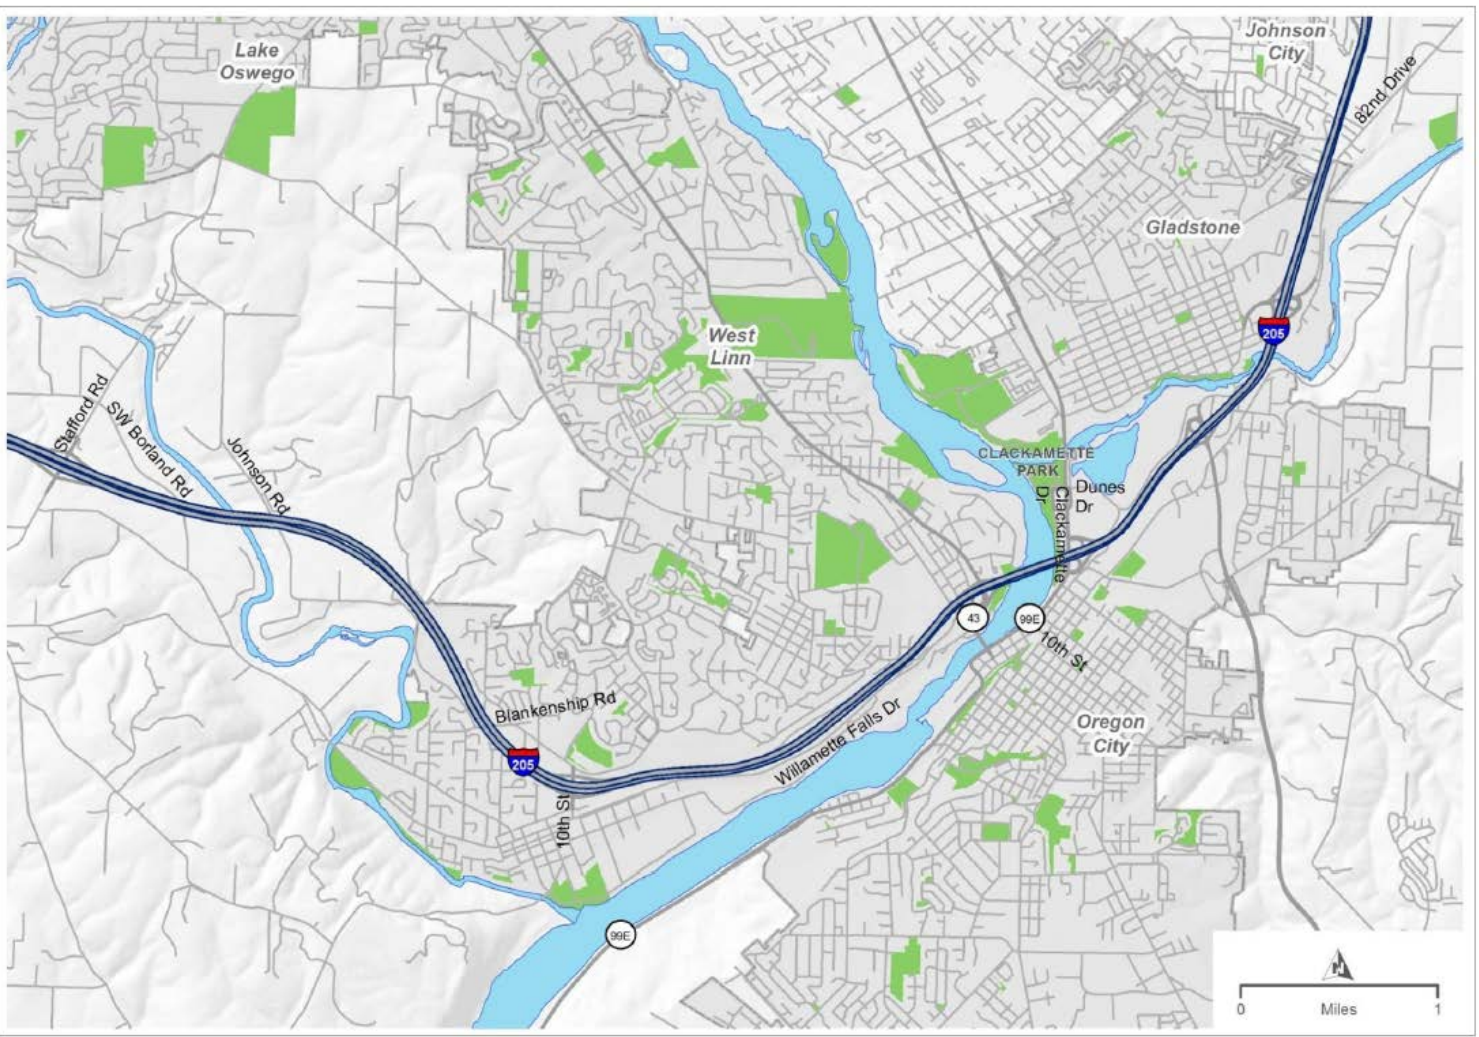 Johnson
City
Lake
Oswego
82nd Drive
Gladstone
205
West
Linn
Stafford Rd
SW Borland Rd
Johnson Rd
CLACKAMETTE
PARK
Dunes
Dr
Clackamette
Dr
43
99E
10th St
Blankenship Rd
Willamette Falls Dr
Oregon
City
205
10th St
99E
N
0
Miles
1